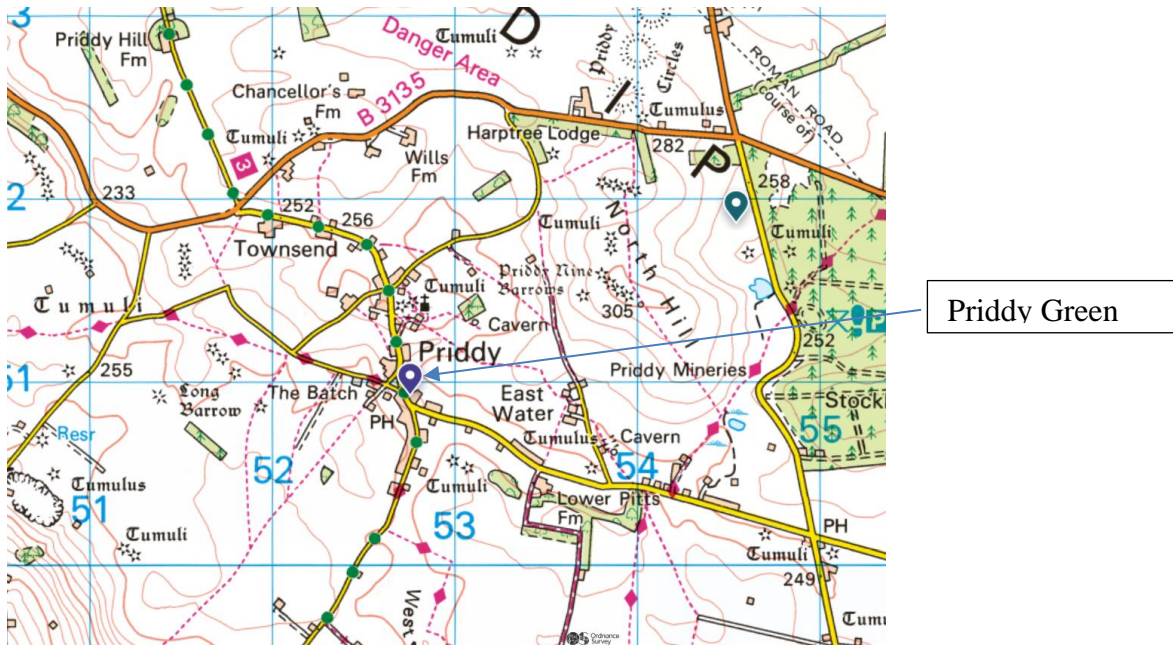 3
Priddy Hill
Fm
Tumuli
D
Priddy
Circles
Danger Area
Chancellor's
Fm
B 3135
ROMAN ROAD
Course of
Tumulus
I
Harptree Lodge
282
Tumuli
3
Wills
Fm
P
258
2
233
252
256
Townsend
Tumuli
North Hill
Tumuli
Priddy Nine
Barrows
Tumuli
Tumuli
305
Cavern
Priddy Green
252
P
Priddy
51
255
Priddy Mineries
Long
Barrow
The Batch
East
Water
Stock
PH
Resr
Tumulus
Cavern
55
52
54
Tumulus
51
Tumuli
Lower Pitts
Fm
53
PH
Tumuli
Tumuli
249
West
Tum
Ordnance
Survey
OS